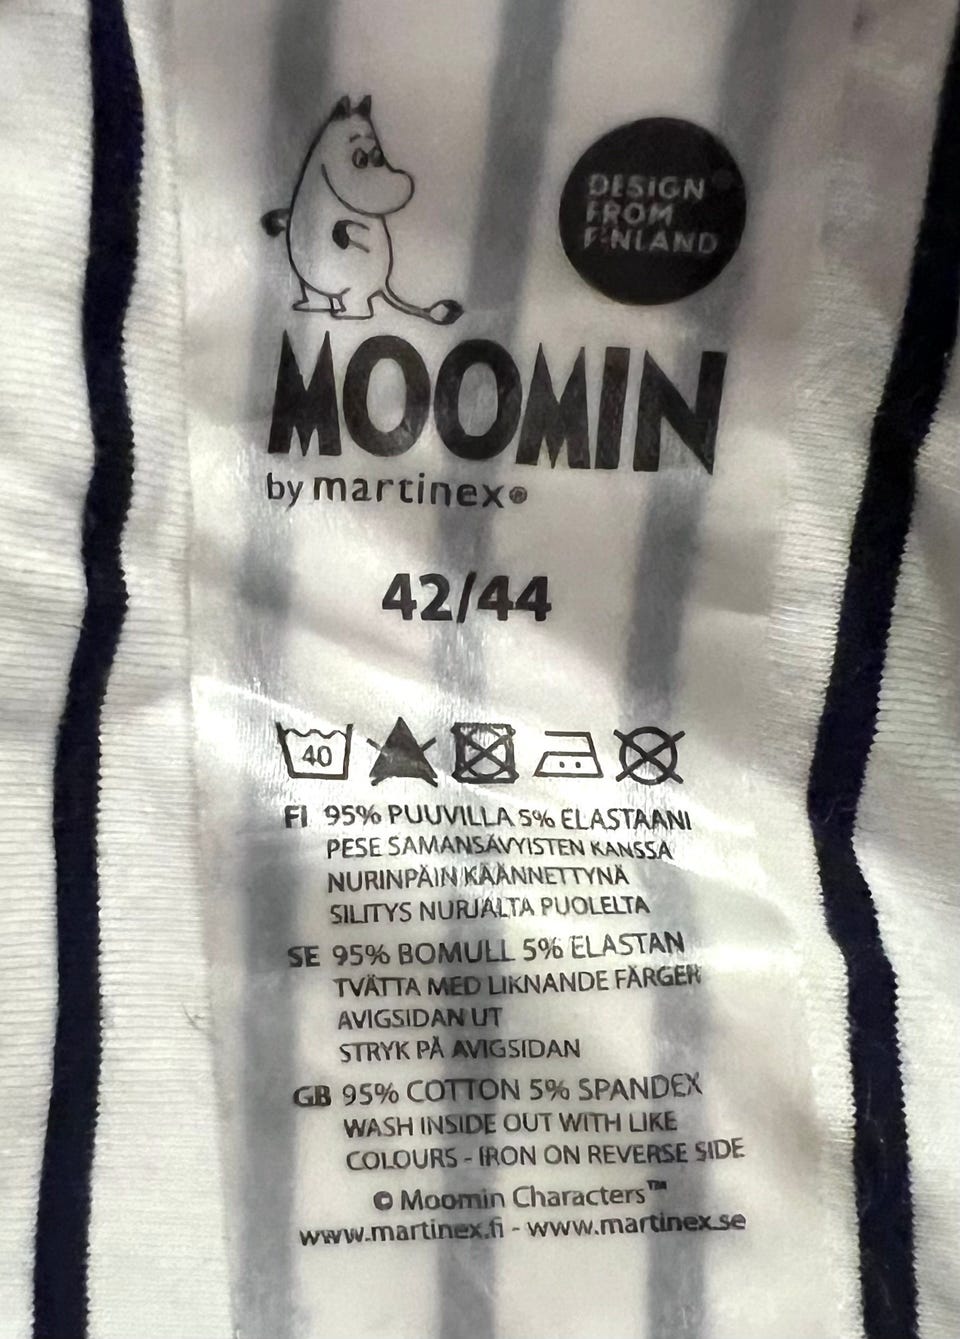 DESIGN
FROM
FINLAND
MOOMIN
by martinex®
42/44
40
FI 95% PUUVILLA 5% ELASTAANI
PESE SAMANSÄVYISTEN KANSSA
NURINPÄIN KÄÄNNETTYNÄ
SILITYS NURJALTA PUOLELTA
SE 95% BOMULL 5% ELASTAN
TVÄTTA MED LIKNANDE FÄRGER
AVIGSIDAN UT
STRYK PÅ AVIGSIDAN
GB 95% COTTON 5% SPANDEX
WASH INSIDE OUT WITH LIKE
COLOURS - IRON ON REVERSE SIDE
© Moomin Characters™
www.martinex.fi - www.martinex.se